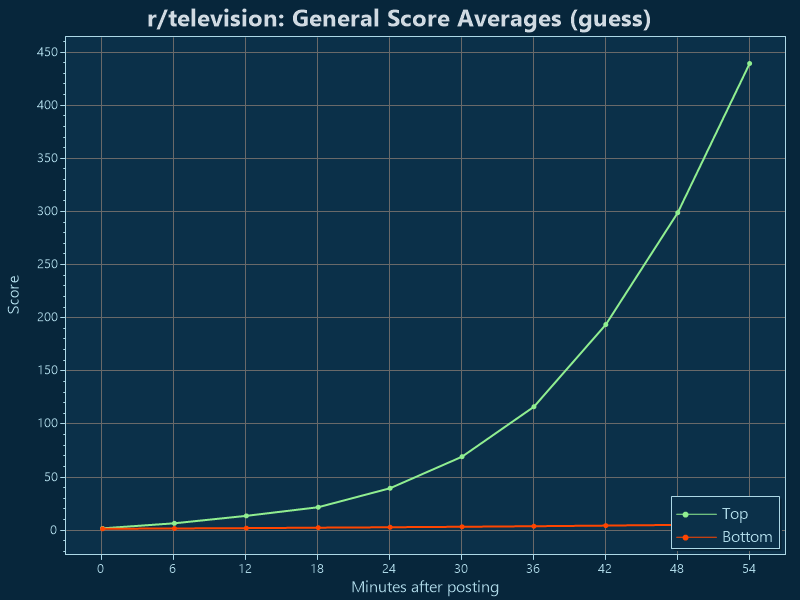 r/television: General Score Averages (guess)
450
400
350
300
250
200
150
100
50
0
Score
0 6 12 18 24 30 36 42 48 54
Minutes after posting
Top
Bottom